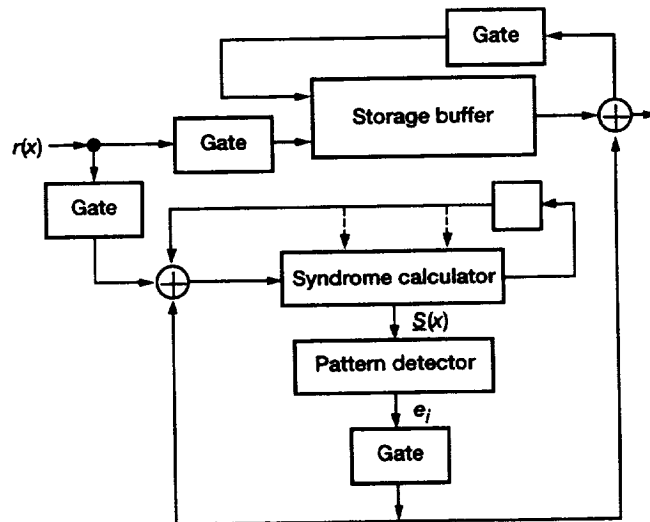 Gate
Storage buffer
r(x)
Gate
Gate
Syndrome calculator
S(x)
Pattern detector
e_i
Gate